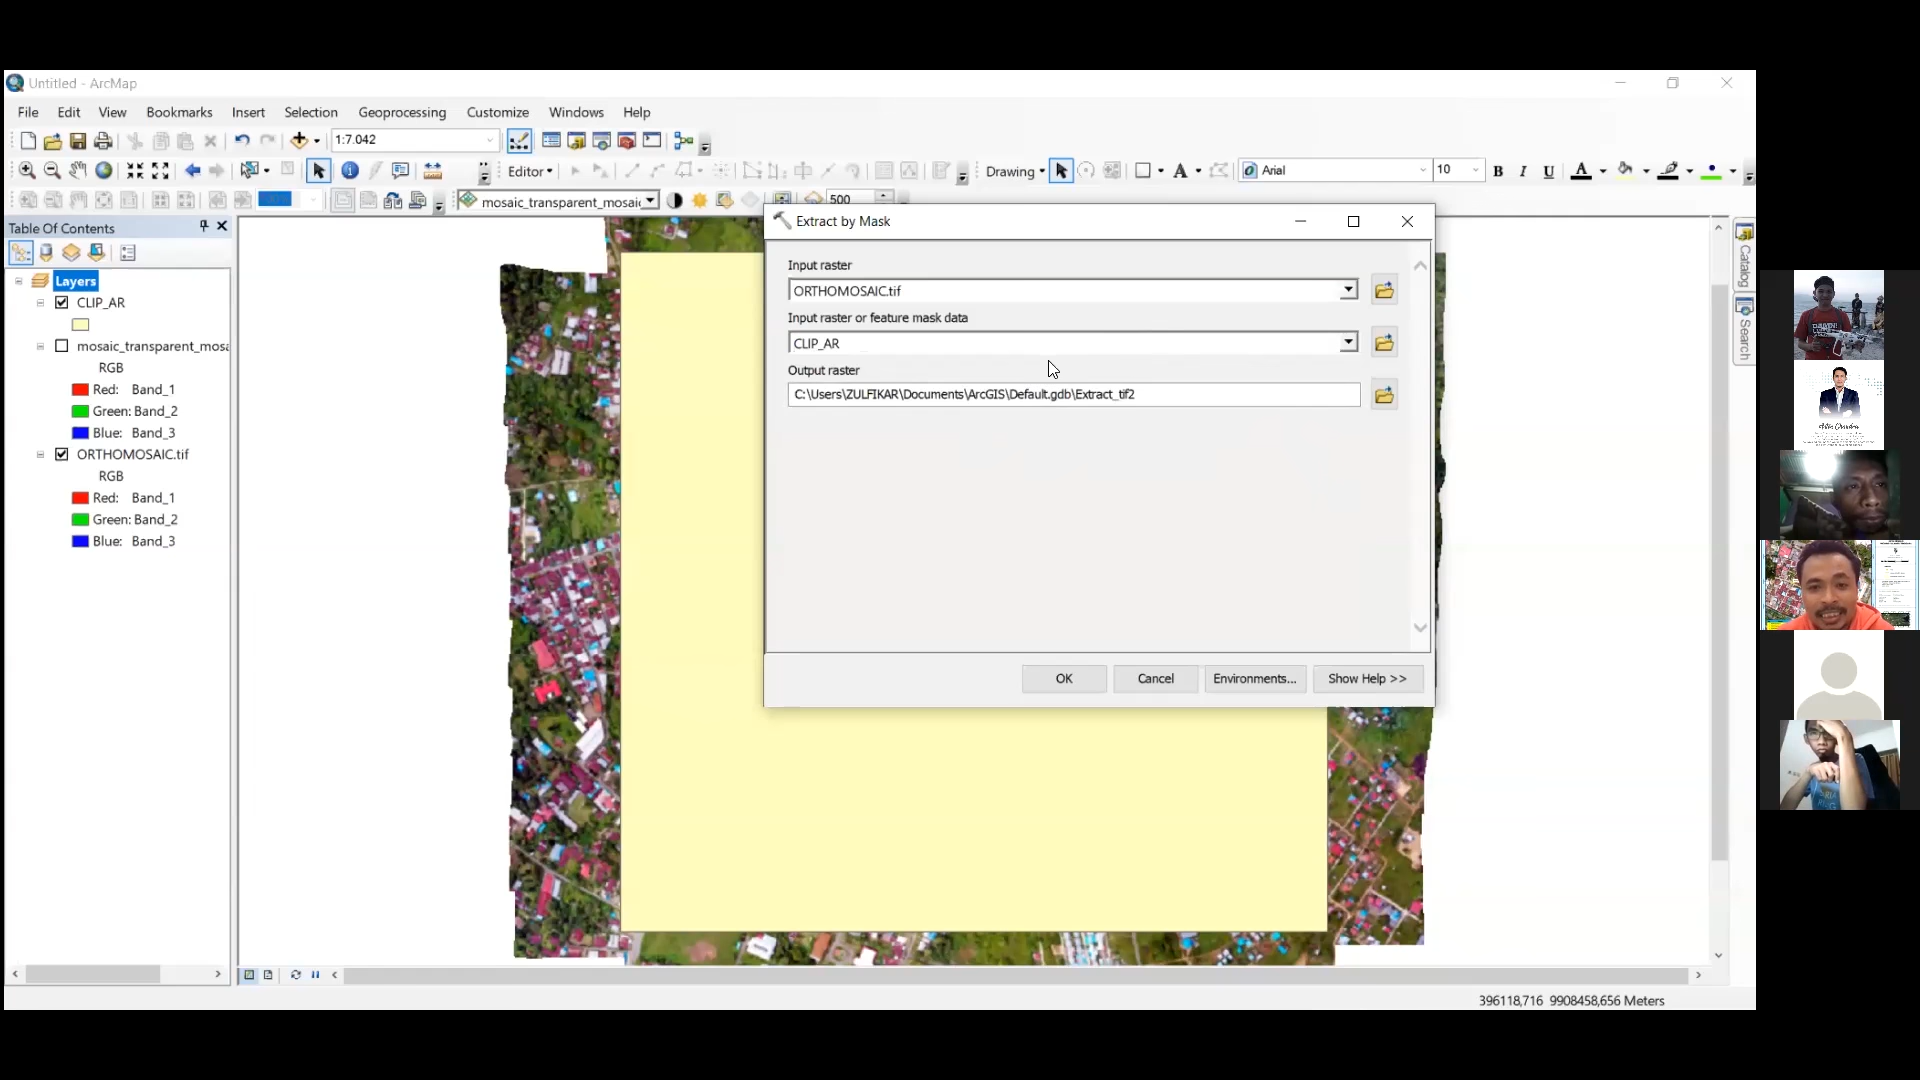 Untitled - ArcMap
File Edit View Bookmarks Insert Selection Geoprocessing Customize Windows Help
1:7.042
Editor
Drawing
Arial
10
B I U A
mosaic_transparent_mosaic
500
Table Of Contents
Layers
CLIP_AR
mosaic_transparent_mosa
RGB
Red: Band_1
Green: Band_2
Blue: Band_3
ORTHOMOSAIC.tif
RGB
Red: Band_1
Green: Band_2
Blue: Band_3
Extract by Mask
Input raster
ORTHOMOSAIC.tif
Input raster or feature mask data
CLIP_AR
Output raster
C:\Users\ZULFIKAR\Documents\ArcGIS\Default.gdb\Extract_tif2
OK Cancel Environments... Show Help >>
Catalog
Search
396118,716 9908458,656 Meters